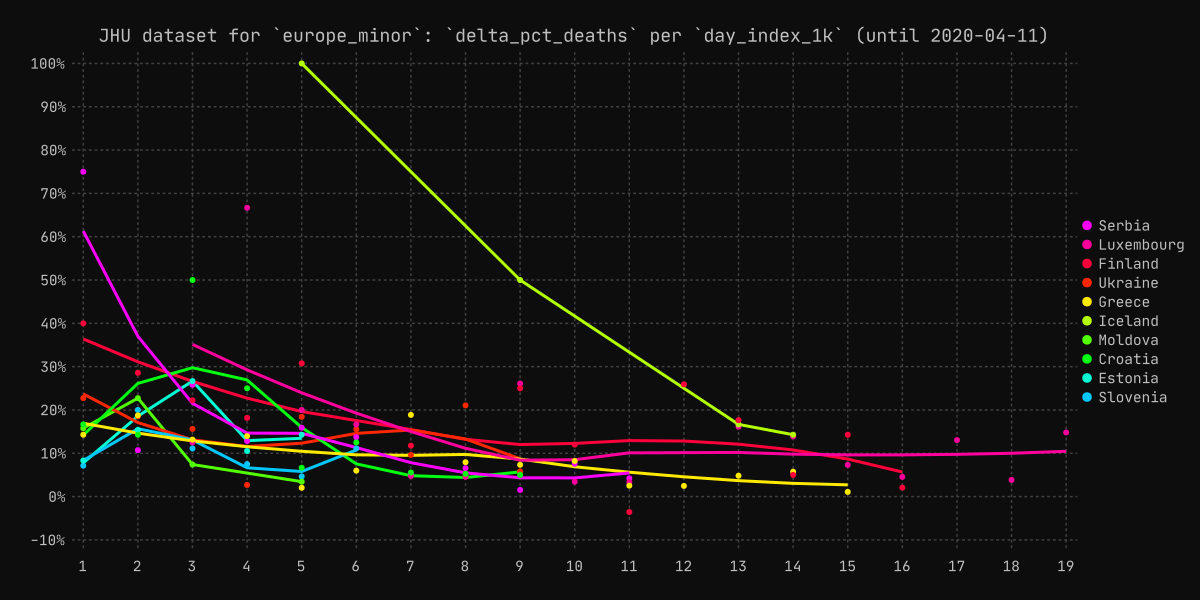 JHU dataset for `europe_minor`: `delta_pct_deaths` per `day_index_1k` (until 2020-04-11)
100%
90%
80%
70%
60%
50%
40%
30%
20%
10%
0%
-10%
1 2 3 4 5 6 7 8 9 10 11 12 13 14 15 16 17 18 19
Serbia
Luxembourg
Finland
Ukraine
Greece
Iceland
Moldova
Croatia
Estonia
Slovenia